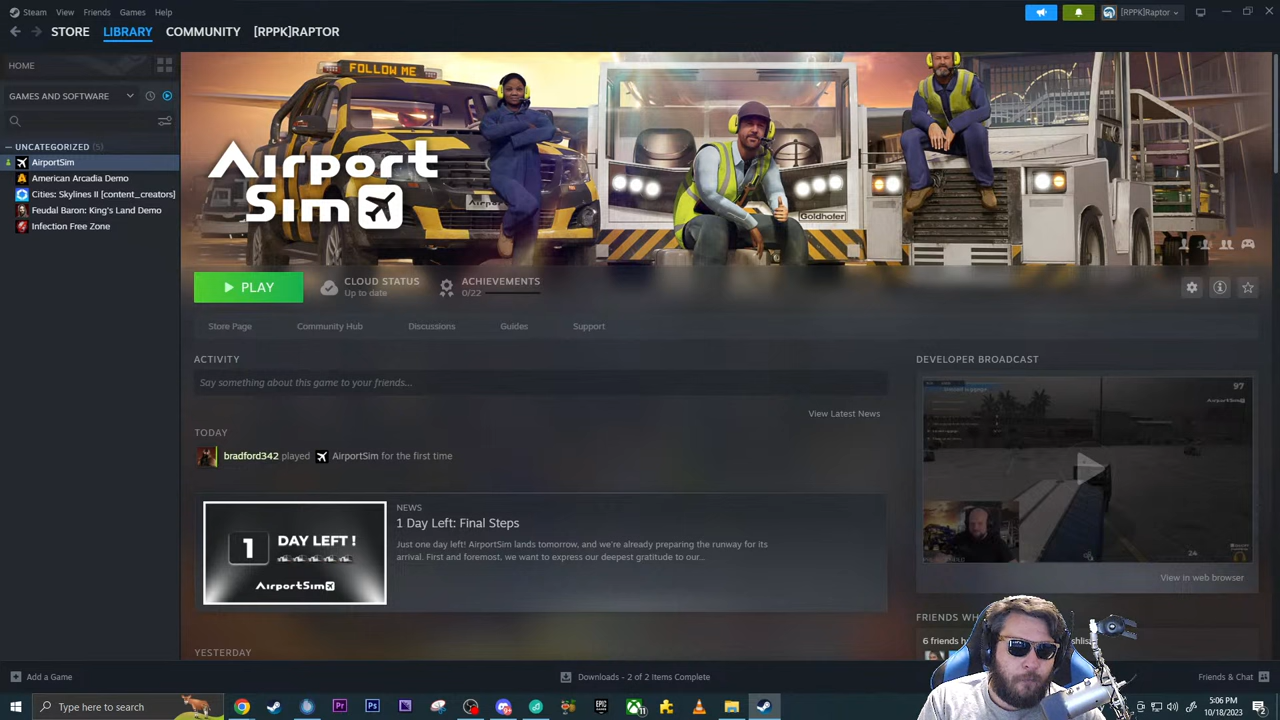 Steam View Friends Games Help
[RPPK]Raptor
STORE LIBRARY COMMUNITY [RPPK]RAPTOR
HOME
GAMES AND SOFTWARE
UNCATEGORIZED (5)
AirportSim
American Arcadia Demo
Cities: Skylines II [content_creators]
Feudal Baron: King's Land Demo
Infection Free Zone
FOLLOW ME
Airport
Sim
Goldhofer
PLAY
CLOUD STATUS
Up to date
ACHIEVEMENTS
0/22
Store Page Community Hub Discussions Guides Support
ACTIVITY
Say something about this game to your friends...
View Latest News
TODAY
bradford342 played AirportSim for the first time
1 DAY LEFT !
AirportSim
NEWS
1 Day Left: Final Steps
Just one day left! AirportSim lands tomorrow, and we're already preparing the runway for its
arrival. First and foremost, we want to express our deepest gratitude to our...
YESTERDAY
DEVELOPER BROADCAST
97
AirportSim
24
View in web browser
FRIENDS WH
6 friends h
Add a Game
Downloads - 2 of 2 Items Complete
Friends & Chat
Type here to search
5:06 PM
10/18/2023